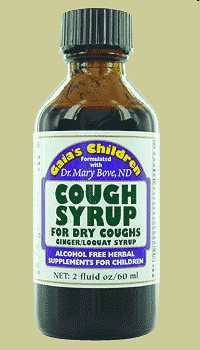 Gaia's Children
Formulated
with
Dr. Mary Bove, ND
COUGH
SYRUP
FOR DRY COUGHS
GINGER/LOQUAT SYRUP
ALCOHOL FREE HERBAL
SUPPLEMENTS FOR CHILDREN
NET: 2 fluid oz/60 ml